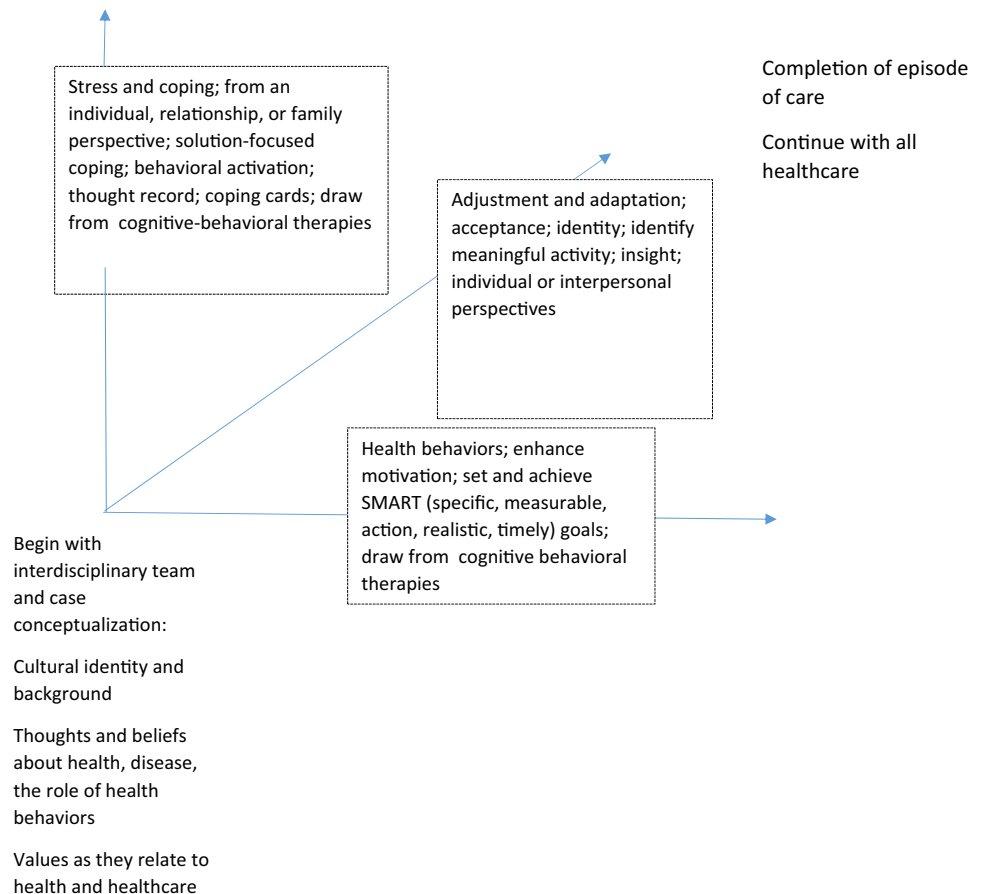 Stress and coping; from an
individual, relationship, or family
perspective; solution-focused
coping; behavioral activation;
thought record; coping cards; draw
from cognitive-behavioral therapies
Completion of episode
of care
Continue with all
healthcare
Adjustment and adaptation;
acceptance; identity; identify
meaningful activity; insight;
individual or interpersonal
perspectives
Health behaviors; enhance
motivation; set and achieve
SMART (specific, measurable,
action, realistic, timely) goals;
draw from cognitive behavioral
therapies
Begin with
interdisciplinary team
and case
conceptualization:
Cultural identity and
background
Thoughts and beliefs
about health, disease,
the role of health
behaviors
Values as they relate to
health and healthcare